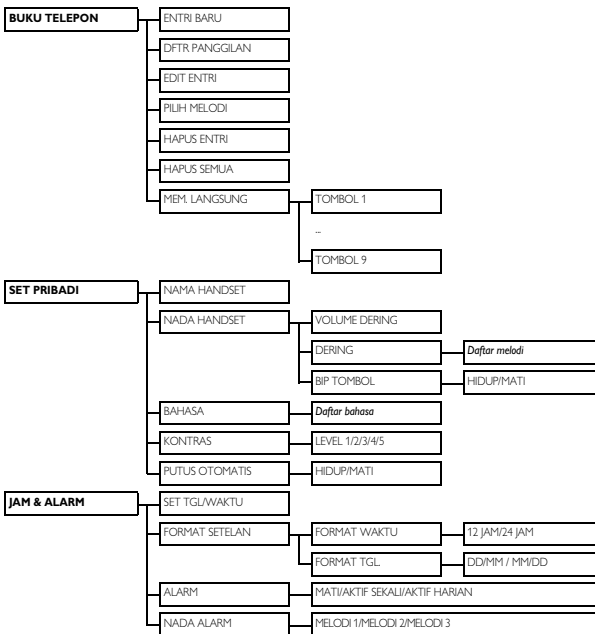 BUKU TELEPON
ENTRI BARU
DFTR PANGGILAN
EDIT ENTRI
PILIH MELODI
HAPUS ENTRI
HAPUS SEMUA
MEM. LANGSUNG
TOMBOL 1
...
TOMBOL 9
SET PRIBADI
NAMA HANDSET
NADA HANDSET
VOLUME DERING
DERING
Daftar melodi
BIP TOMBOL
HIDUP/MATI
BAHASA
Daftar bahasa
KONTRAS
LEVEL 1/2/3/4/5
PUTUS OTOMATIS
HIDUP/MATI
JAM & ALARM
SET TGL/WAKTU
FORMAT SETELAN
FORMAT WAKTU
12 JAM/24 JAM
FORMAT TGL
DD/MM / MM/DD
ALARM
MATI/AKTIF SEKALI/AKTIF HARIAN
NADA ALARM
MELODI 1/MELODI 2/MELODI 3